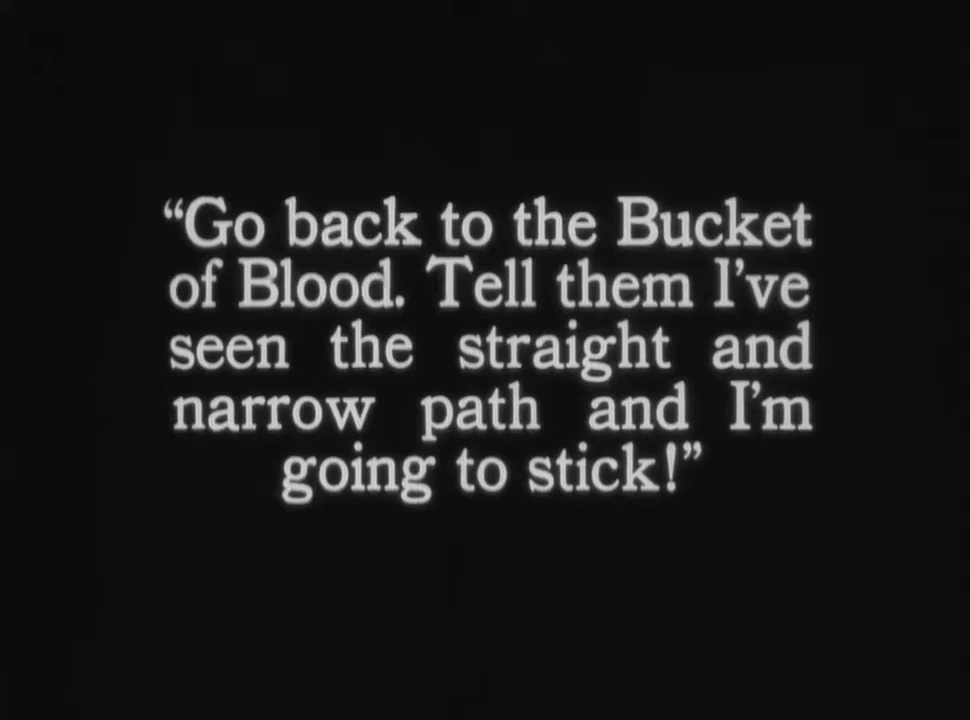 “Go back to the Bucket
of Blood. Tell them I’ve
seen the straight and
narrow path and I’m
going to stick!”